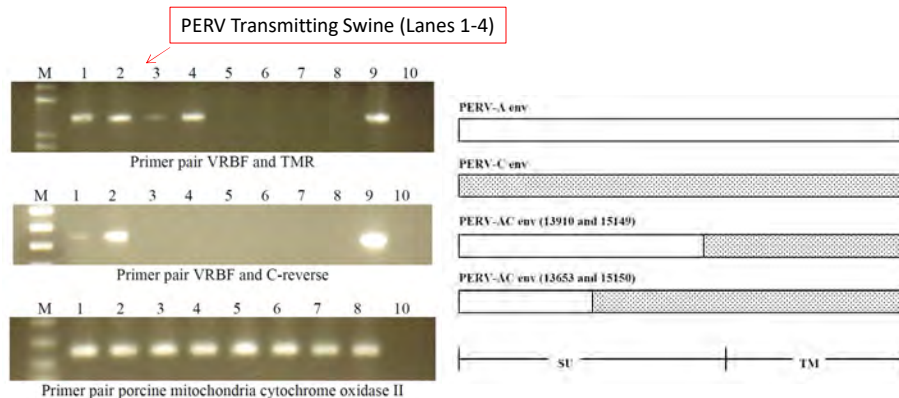 PERV Transmitting Swine (Lanes 1-4)
M 1 2 3 4 5 6 7 8 9 10
Primer pair VRBF and TMR
M 1 2 3 4 5 6 7 8 9 10
Primer pair VRBF and C-reverse
M 1 2 3 4 5 6 7 8 9 10
Primer pair porcine mitochondria cytochrome oxidase II
PERV-A env
PERV-C env
PERV-AC env (13910 and 15149)
PERV-AC env (13653 and 15150)
SU TM